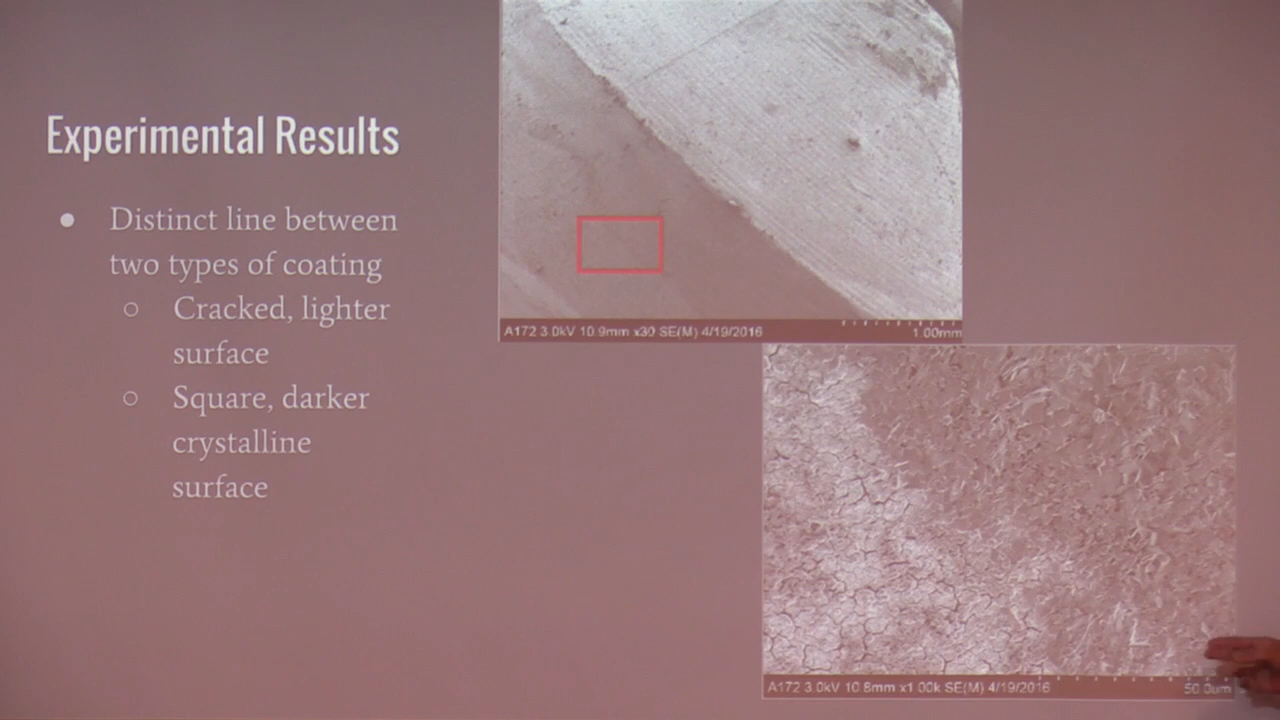 Experimental Results
● Distinct line between
two types of coating
○ Cracked, lighter
surface
○ Square, darker
crystalline
surface
A172 3.0kV 10.9mm x30 SE(M) 4/19/2016 1.00mm
A172 3.0kV 10.8mm x1.00k SE(M) 4/19/2016 50.0um